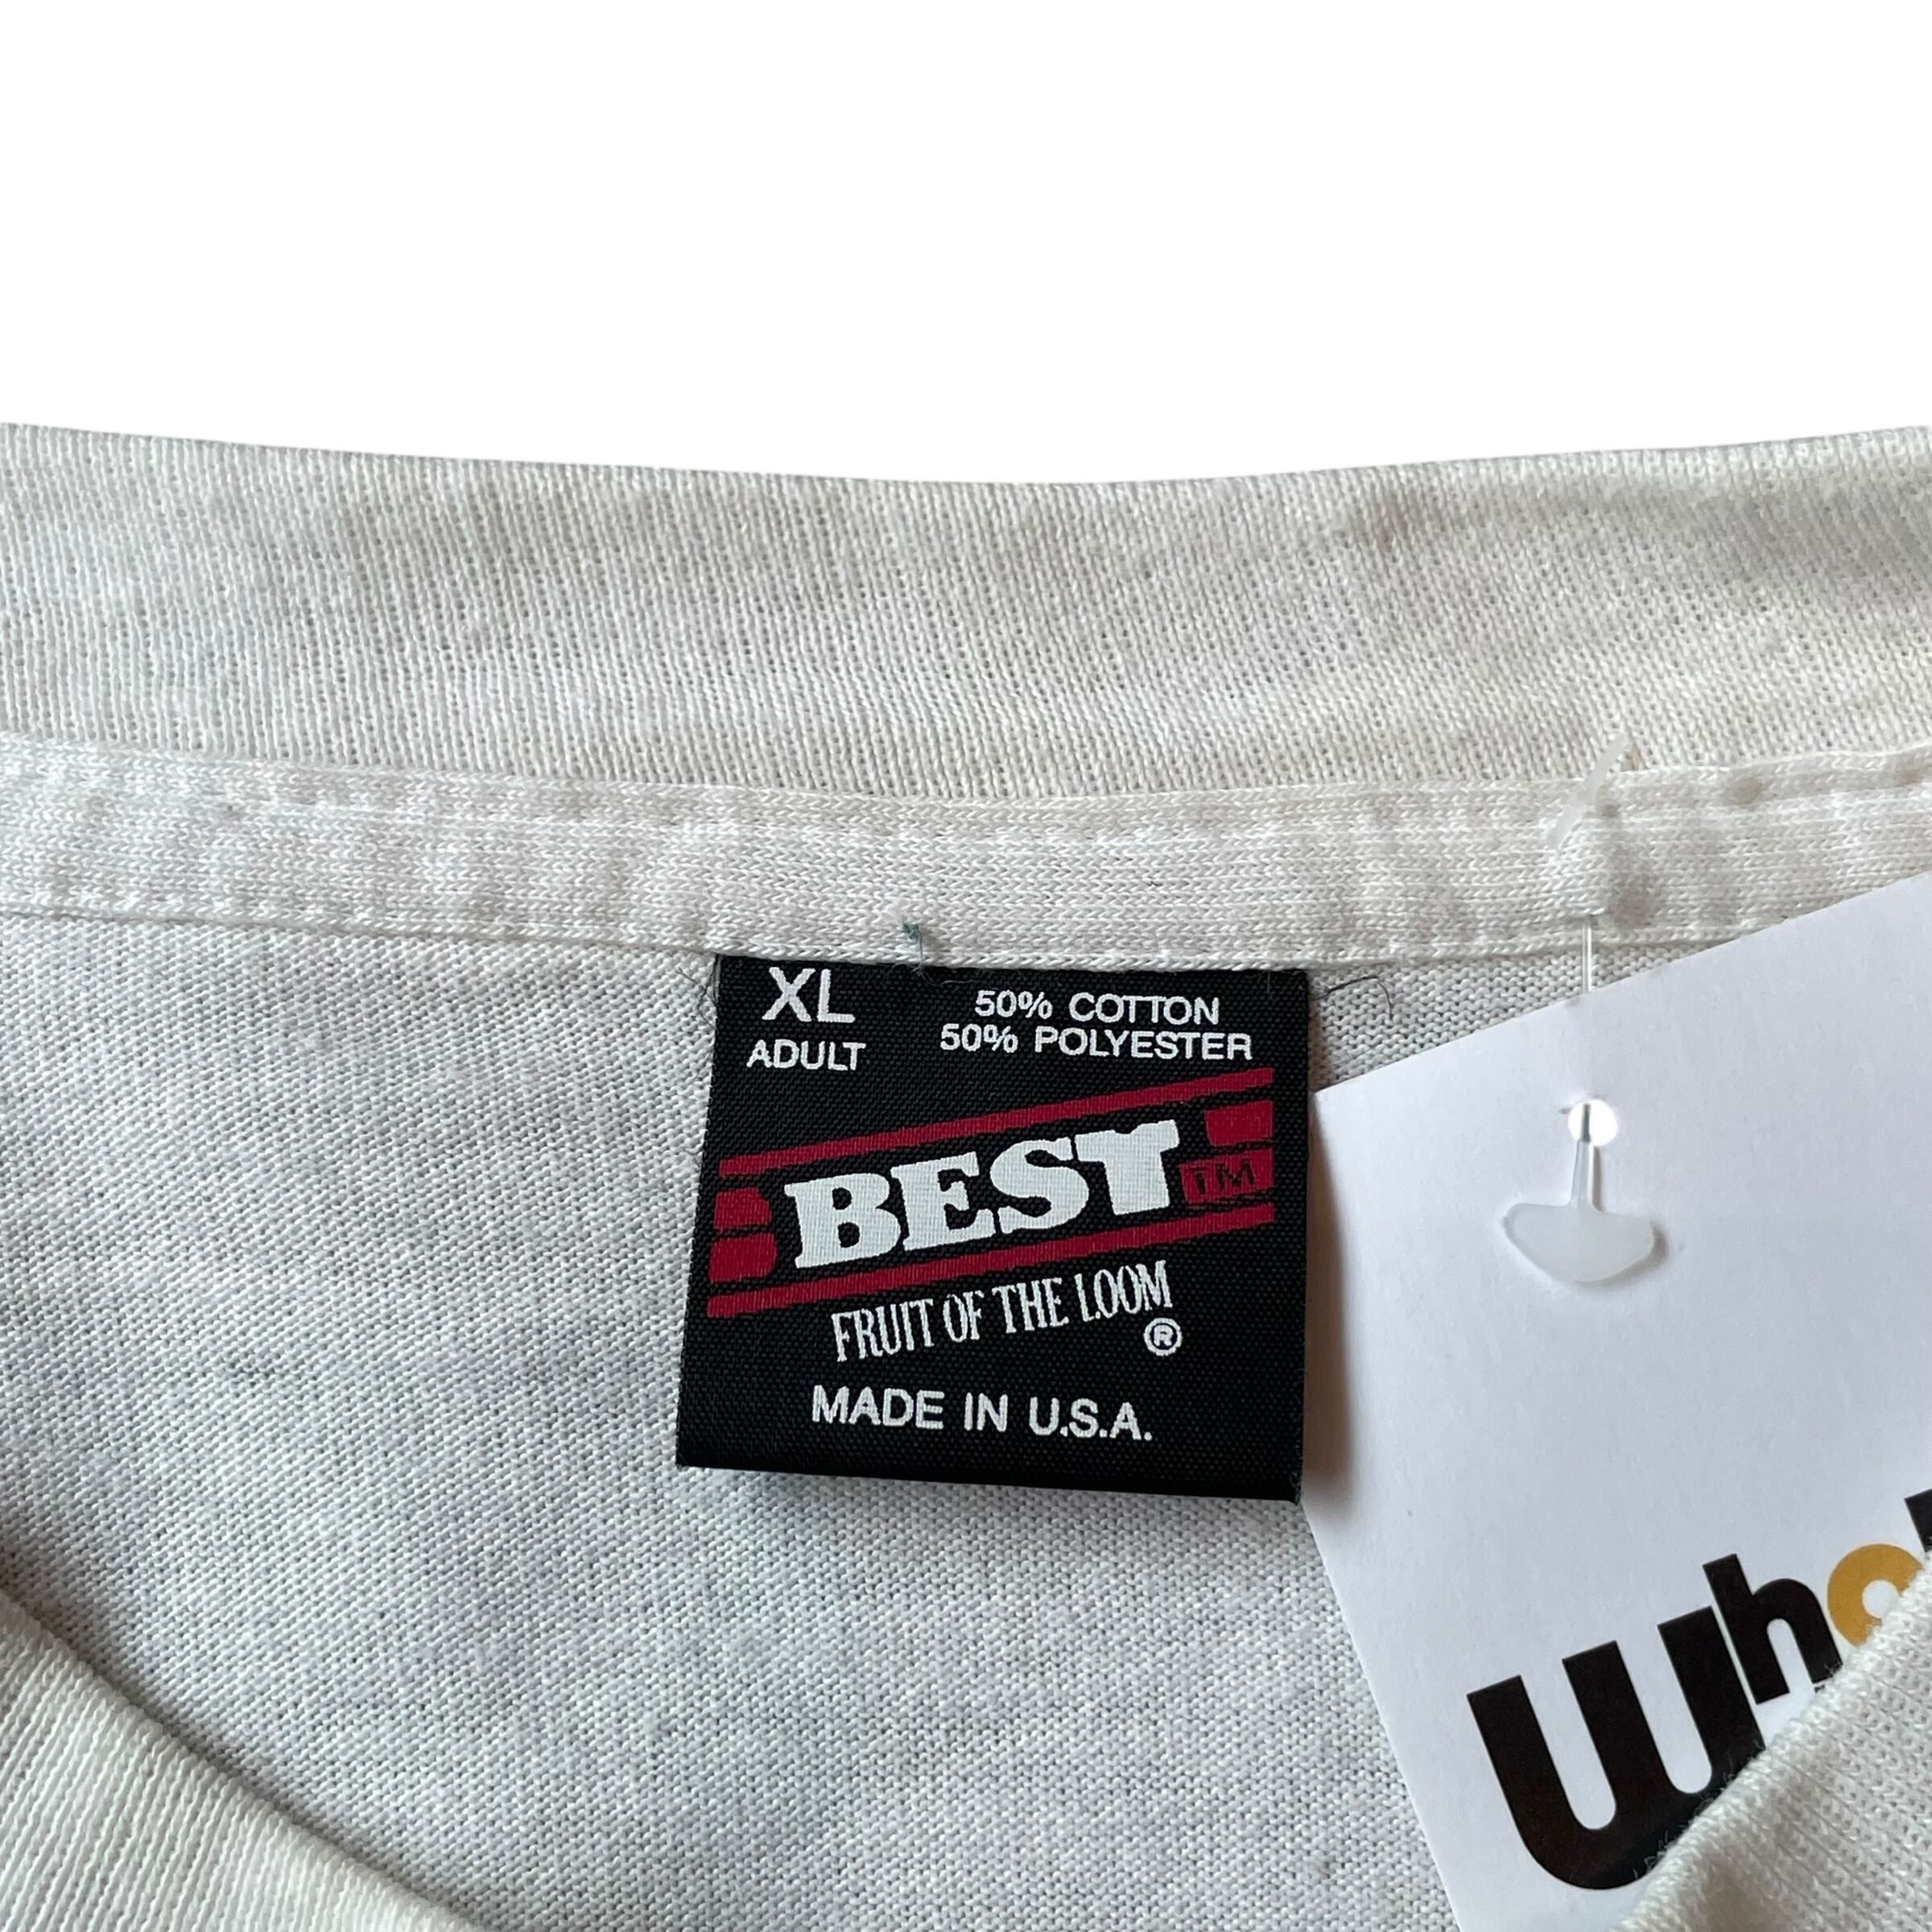 XL
ADULT
50% COTTON
50% POLYESTER
BEST TM
FRUIT OF THE LOOM
®
MADE IN U.S.A.